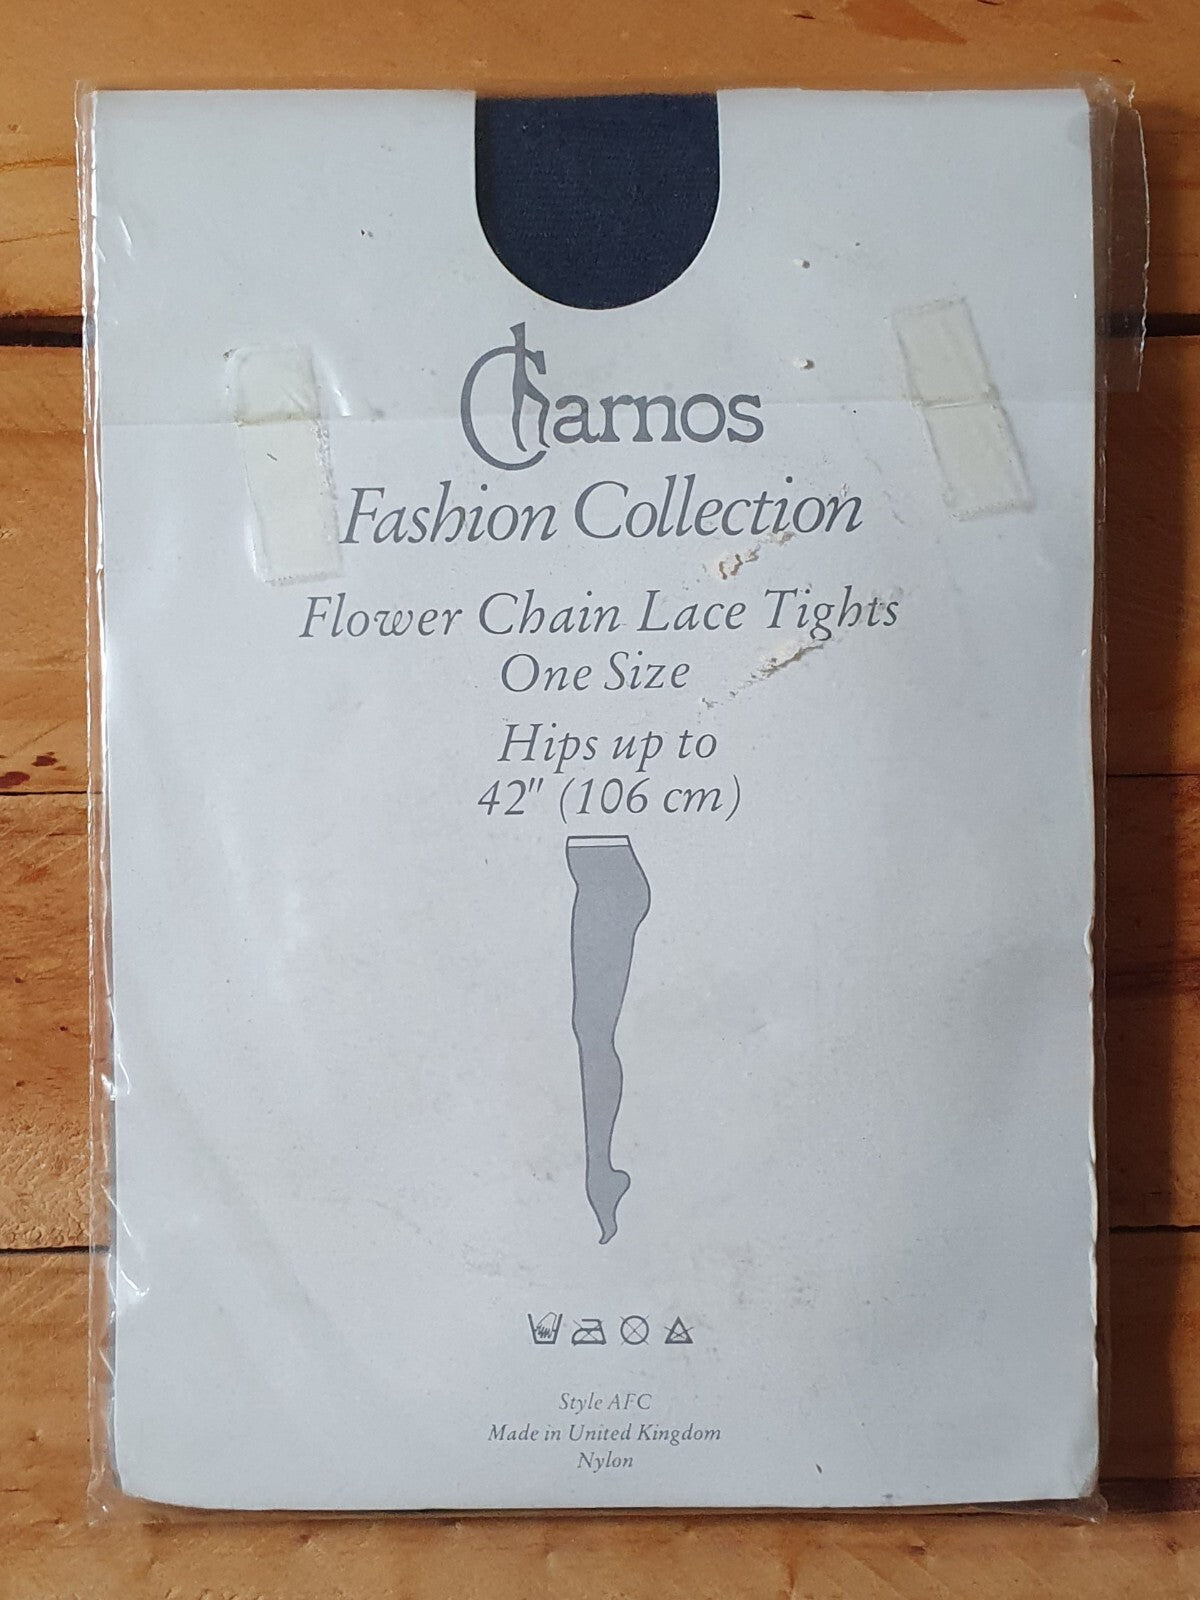 Charnos
Fashion Collection
Flower Chain Lace Tights
One Size
Hips up to
42" (106 cm)
Style AFC
Made in United Kingdom
Nylon